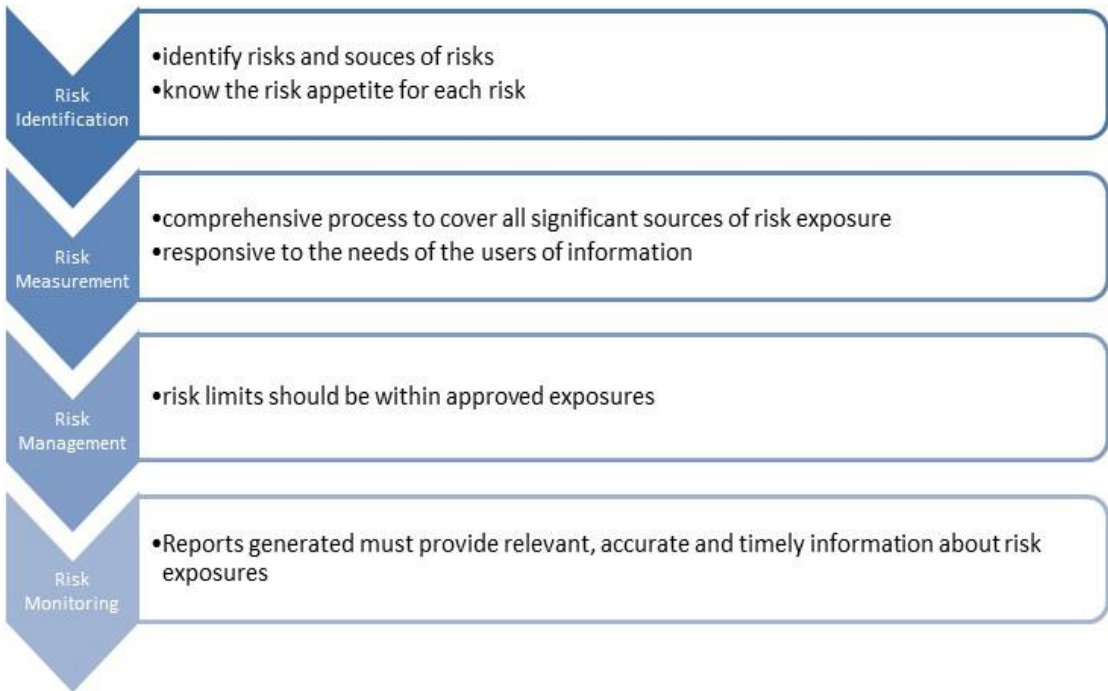 Risk
Identification
•identify risks and souces of risks
•know the risk appetite for each risk
Risk
Measurement
•comprehensive process to cover all significant sources of risk exposure
•responsive to the needs of the users of information
Risk
Management
•risk limits should be within approved exposures
Risk
Monitoring
•Reports generated must provide relevant, accurate and timely information about risk
exposures